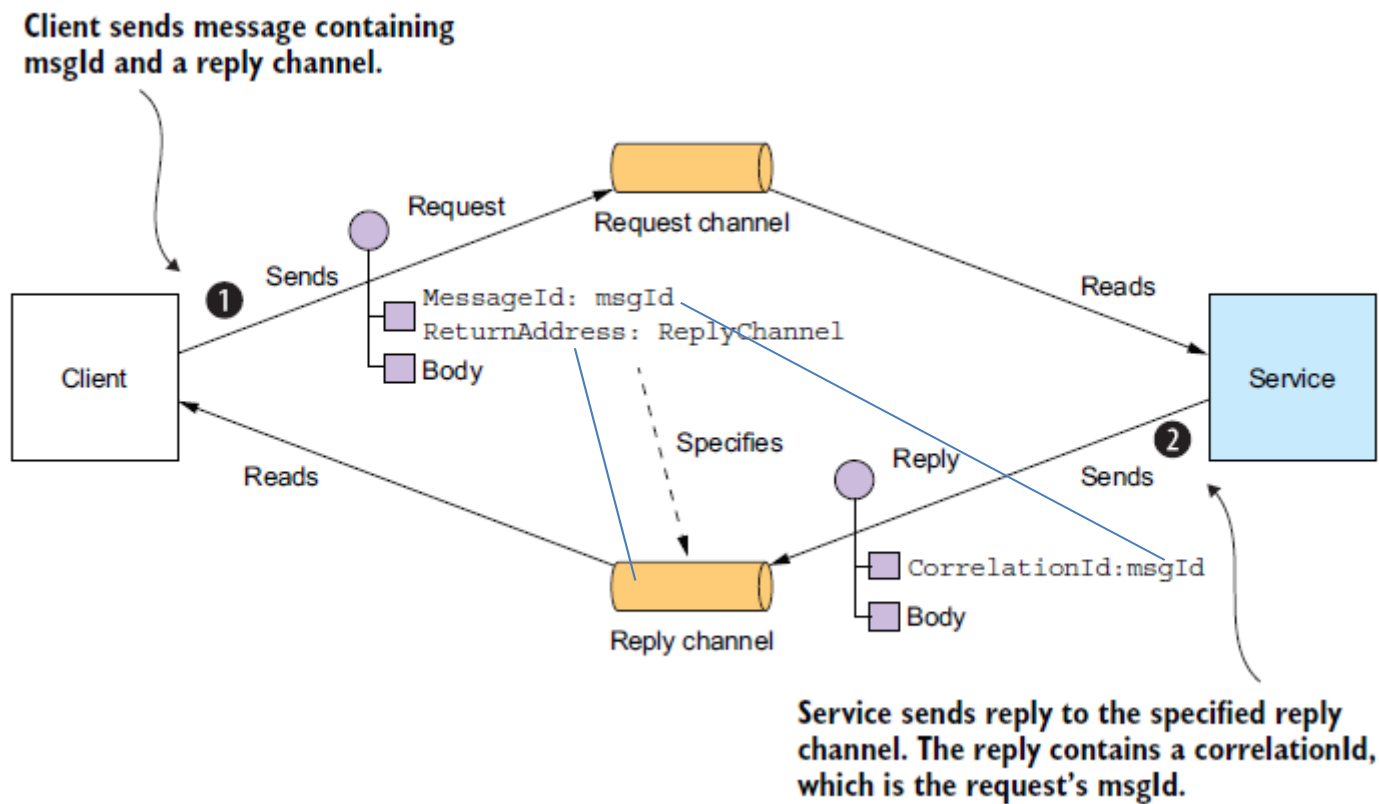 Client sends message containing
msgId and a reply channel.
Request
Request channel
Sends
1
Reads
MessageId: msgId
ReturnAddress: ReplyChannel
Body
Client
Service
Specifies
2
Reply
Reads
Sends
CorrelationId:msgId
Body
Reply channel
Service sends reply to the specified reply
channel. The reply contains a correlationId,
which is the request's msgId.